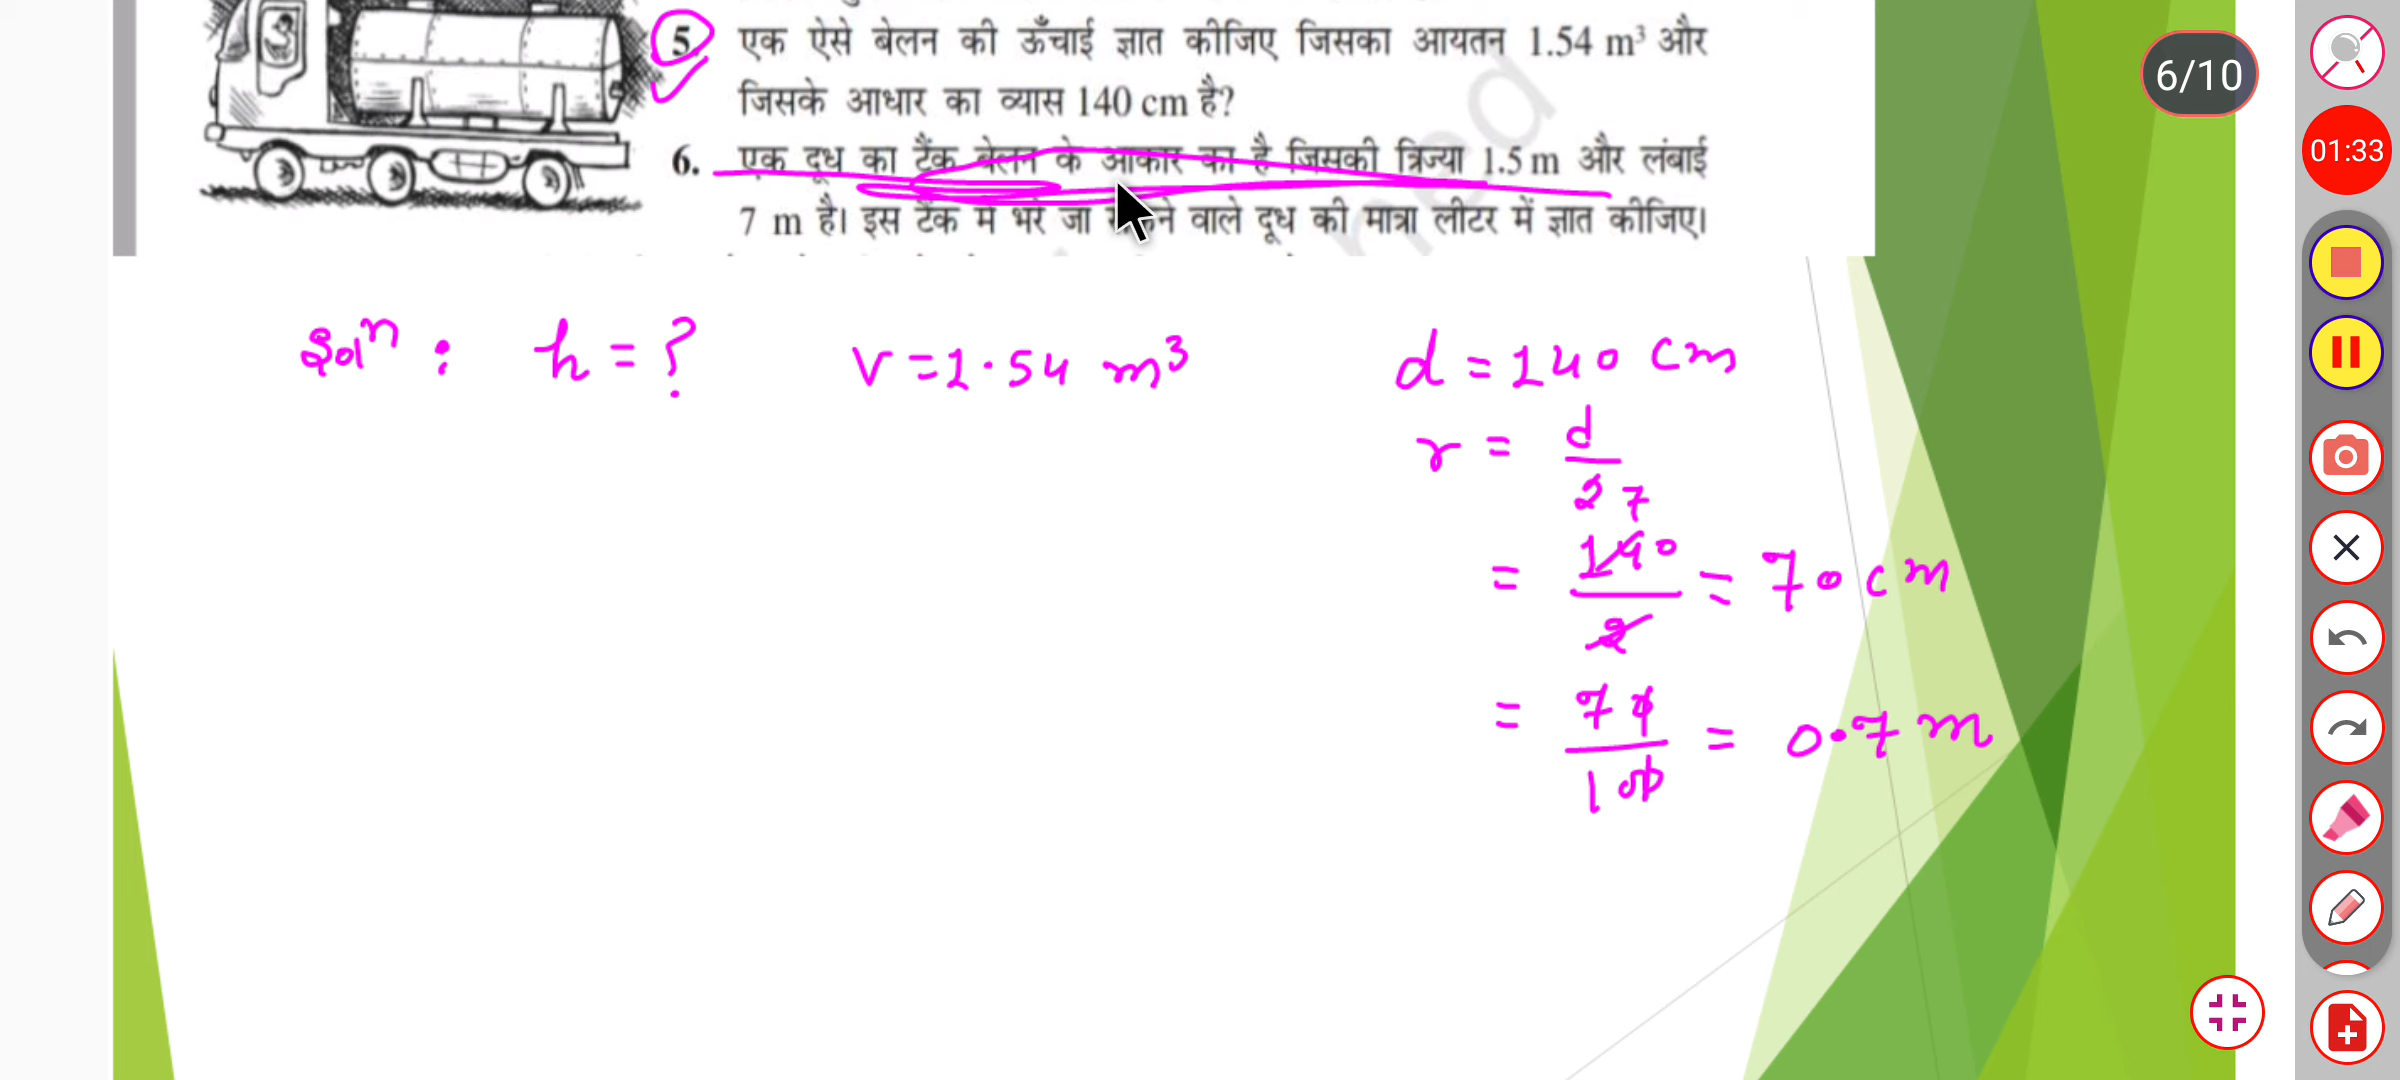 5. एक ऐसे बेलन की ऊँचाई ज्ञात कीजिए जिसका आयतन 1.54 m³ और
जिसके आधार का व्यास 140 cm है?
6. एक दूध का टैंक बेलन के आकार का है जिसकी त्रिज्या 1.5 m और लंबाई
7 m है। इस टैंक में भरे जा सकने वाले दूध की मात्रा लीटर में ज्ञात कीजिए।
Solⁿ : h = ? V = 1.54 m³ d = 140 cm
r = d/2
= 140/2 7 = 70 cm
= 70/100 = 0.7 m
6/10
01:33